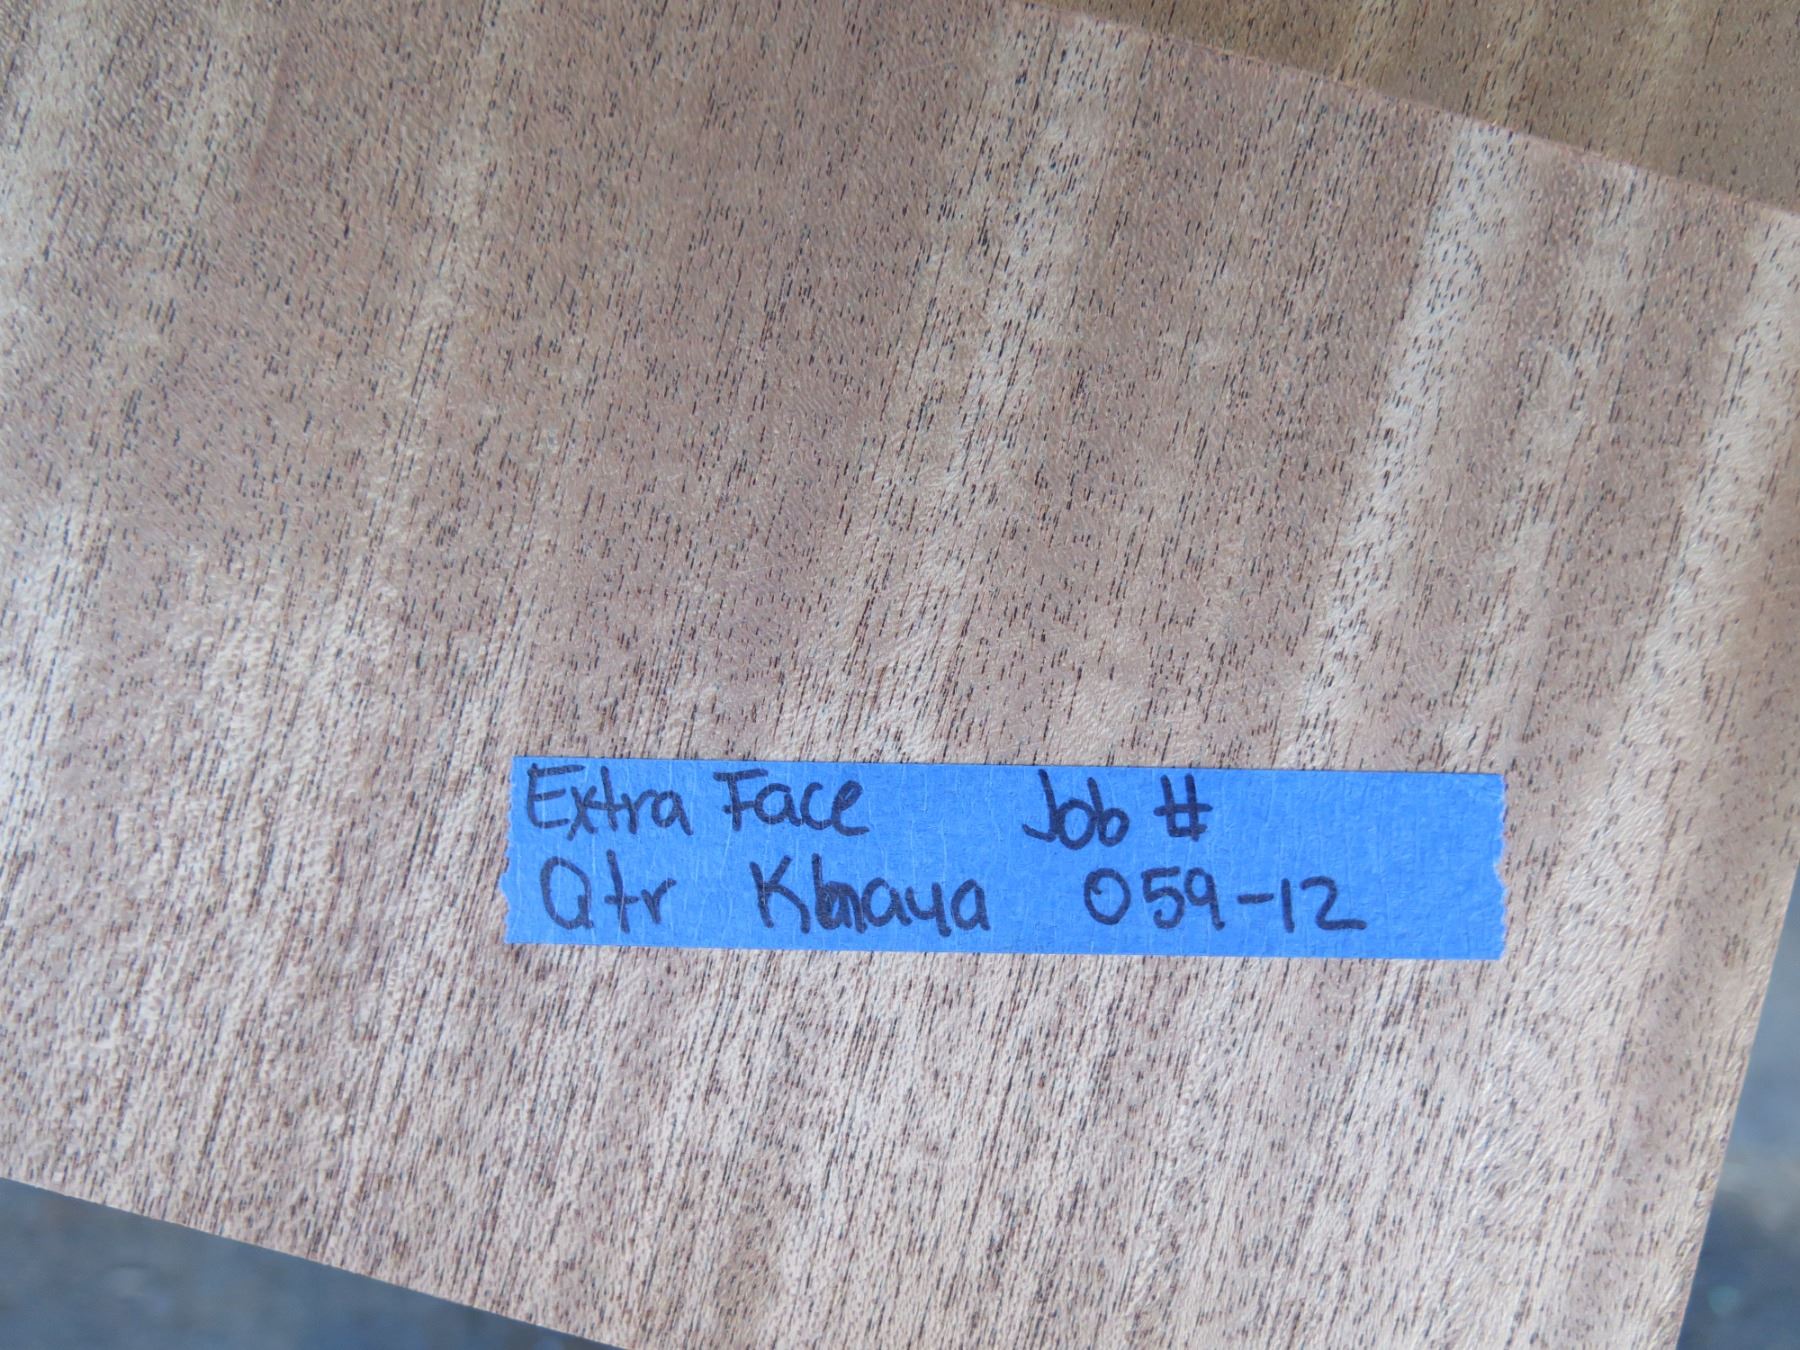 Extra Face Job #
Qtr Khaya 059-12